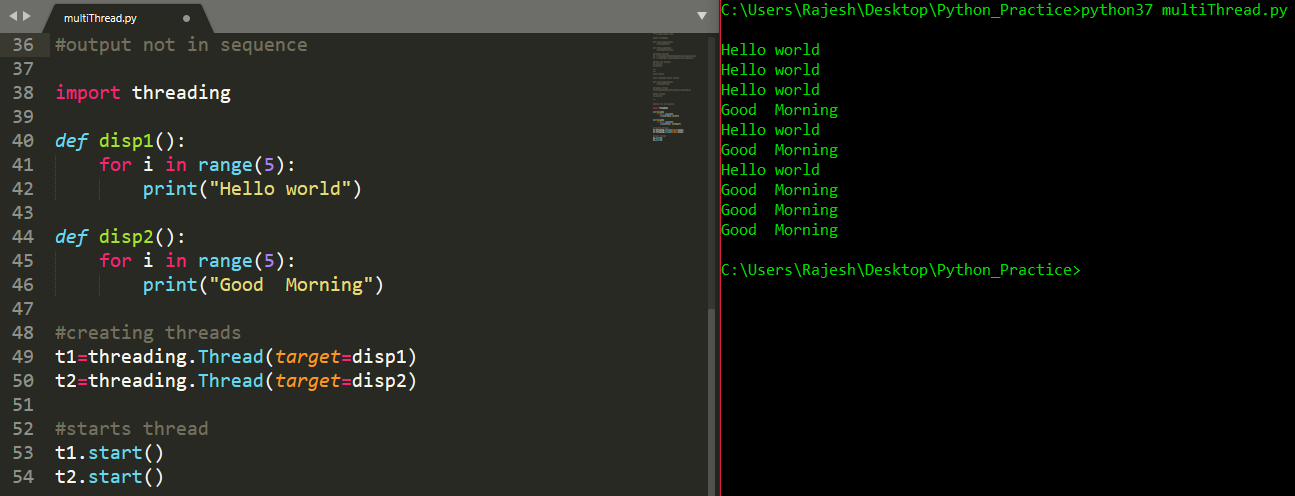 multiThread.py
36 #output not in sequence
37
38 import threading
39
40 def disp1():
41     for i in range(5):
42         print("Hello world")
43
44 def disp2():
45     for i in range(5):
46         print("Good  Morning")
47
48 #creating threads
49 t1=threading.Thread(target=disp1)
50 t2=threading.Thread(target=disp2)
51
52 #starts thread
53 t1.start()
54 t2.start()
C:\Users\Rajesh\Desktop\Python_Practice>python37 multiThread.py
Hello world
Hello world
Hello world
Good  Morning
Hello world
Good  Morning
Hello world
Good  Morning
Good  Morning
Good  Morning
C:\Users\Rajesh\Desktop\Python_Practice>